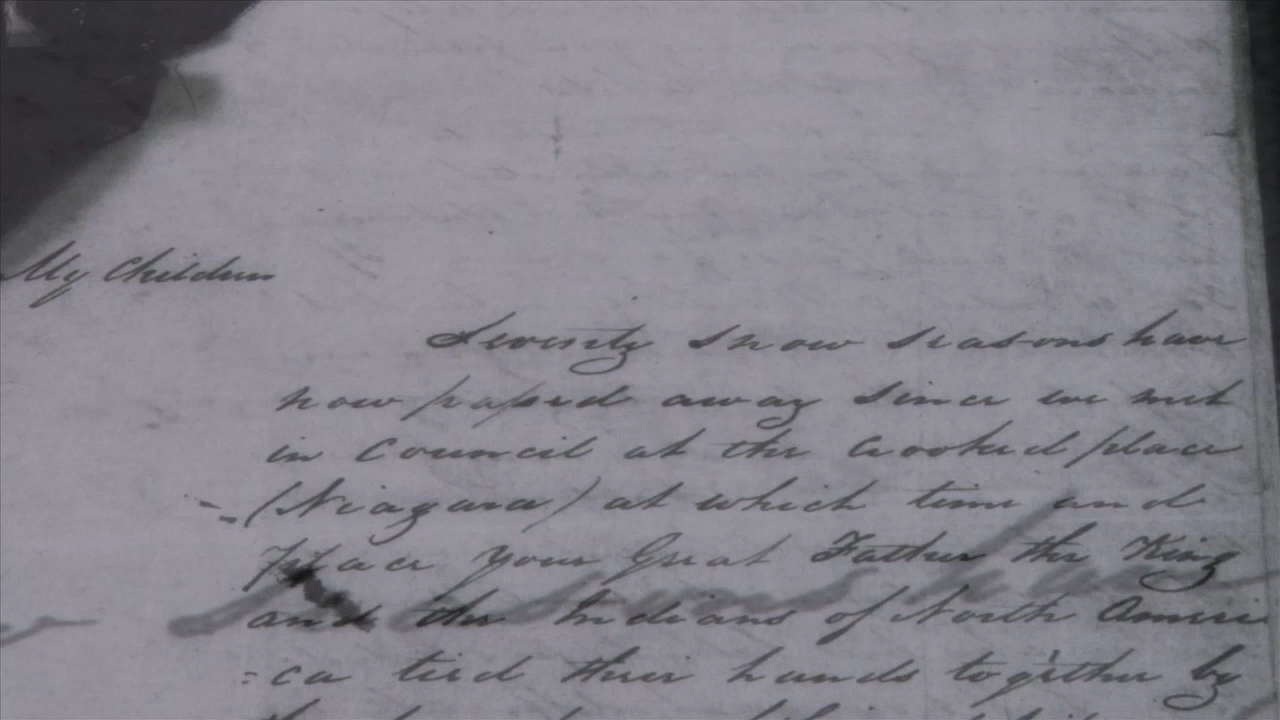 My Children
Seventy snow seasons have
now passed away since we met
in Council at the Crooked place
(Niagara) at which time and
place your Great Father the King
and the Indians of North Ameri
=ca tied their hands together by